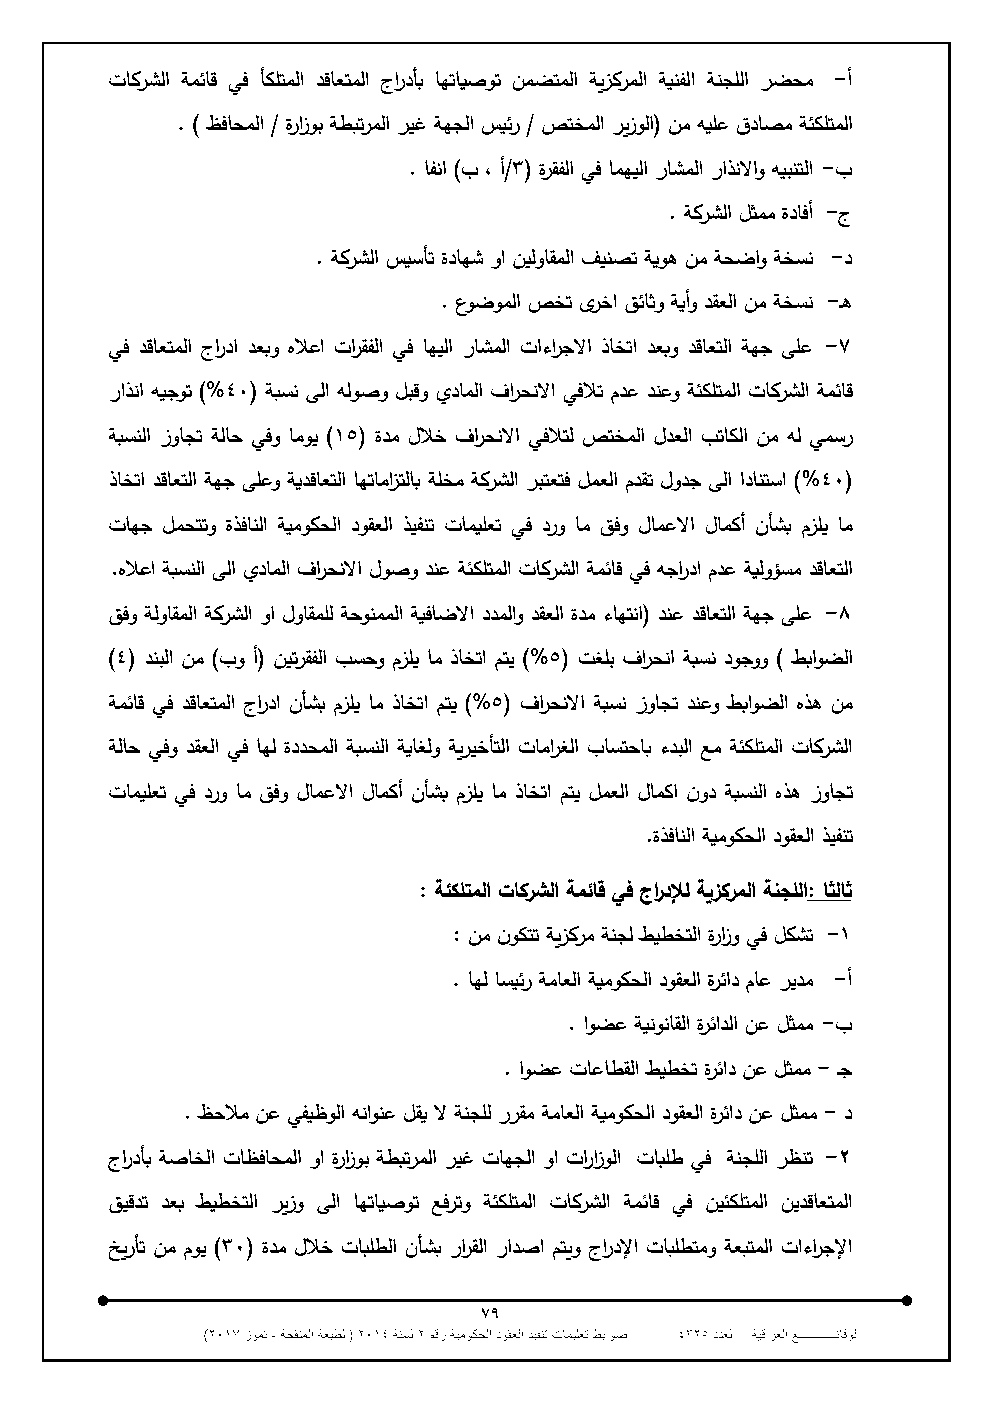 أ- محضر اللجنة الفنية المركزية المتضمن توصياتها بأدراج المتعاقد المتلكأ في قائمة الشركات
المتلكئة مصادق عليه من (الوزير المختص / رئيس الجهة غير المرتبطة بوزارة / المحافظ ) .
ب- التنبيه والانذار المشار اليهما في الفقرة (٣/أ ، ب) انفا .
ج- أفادة ممثل الشركة .
د- نسخة واضحة من هوية تصنيف المقاولين او شهادة تأسيس الشركة .
هـ- نسخة من العقد وأية وثائق اخرى تخص الموضوع .
٧- على جهة التعاقد وبعد اتخاذ الاجراءات المشار اليها في الفقرات اعلاه وبعد ادراج المتعاقد في
قائمة الشركات المتلكئة وعند عدم تلافي الانحراف المادي وقبل وصوله الى نسبة (٤٠%) توجيه انذار
رسمي له من الكاتب العدل المختص لتلافي الانحراف خلال مدة (١٥) يوما وفي حالة تجاوز النسبة
(٤٠%) استنادا الى جدول تقدم العمل فتعتبر الشركة مخلة بالتزاماتها التعاقدية وعلى جهة التعاقد اتخاذ
ما يلزم بشأن أكمال الاعمال وفق ما ورد في تعليمات تنفيذ العقود الحكومية النافذة وتتحمل جهات
التعاقد مسؤولية عدم ادراجه في قائمة الشركات المتلكئة عند وصول الانحراف المادي الى النسبة اعلاه.
٨- على جهة التعاقد عند (انتهاء مدة العقد والمدد الاضافية الممنوحة للمقاول او الشركة المقاولة وفق
الضوابط ) ووجود نسبة انحراف بلغت (٥%) يتم اتخاذ ما يلزم وحسب الفقرتين (أ وب) من البند (٤)
من هذه الضوابط وعند تجاوز نسبة الانحراف (٥%) يتم اتخاذ ما يلزم بشأن ادراج المتعاقد في قائمة
الشركات المتلكئة مع البدء باحتساب الغرامات التأخيرية ولغاية النسبة المحددة لها في العقد وفي حالة
تجاوز هذه النسبة دون اكمال العمل يتم اتخاذ ما يلزم بشأن أكمال الاعمال وفق ما ورد في تعليمات
تنفيذ العقود الحكومية النافذة.
ثالثا :اللجنة المركزية للإدراج في قائمة الشركات المتلكئة :
١- تشكل في وزارة التخطيط لجنة مركزية تتكون من :
أ- مدير عام دائرة العقود الحكومية العامة رئيسا لها .
ب- ممثل عن الدائرة القانونية عضوا .
جـ - ممثل عن دائرة تخطيط القطاعات عضوا .
د - ممثل عن دائرة العقود الحكومية العامة مقرر للجنة لا يقل عنوانه الوظيفي عن ملاحظ .
٢- تنظر اللجنة في طلبات الوزارات او الجهات غير المرتبطة بوزارة او المحافظات الخاصة بأدراج
المتعاقدين المتلكئين في قائمة الشركات المتلكئة وترفع توصياتها الى وزير التخطيط بعد تدقيق
الإجراءات المتبعة ومتطلبات الإدراج ويتم اصدار القرار بشأن الطلبات خلال مدة (٣٠) يوم من تأريخ
٧٩
لوقائـــــــــــع العراقية لعدد ٤٣٢٥ ضوابط تعليمات تنفيذ العقود الحكومية رقم ٢ لسنة ٢٠١٤ ( لطبعة المنقحة - تموز ٢٠١٧)